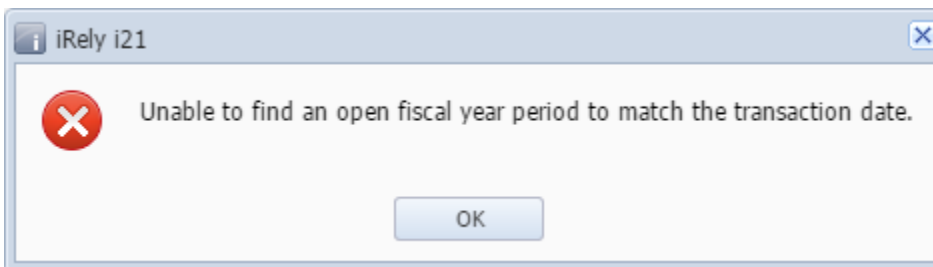 iRely i21
Unable to find an open fiscal year period to match the transaction date.
OK